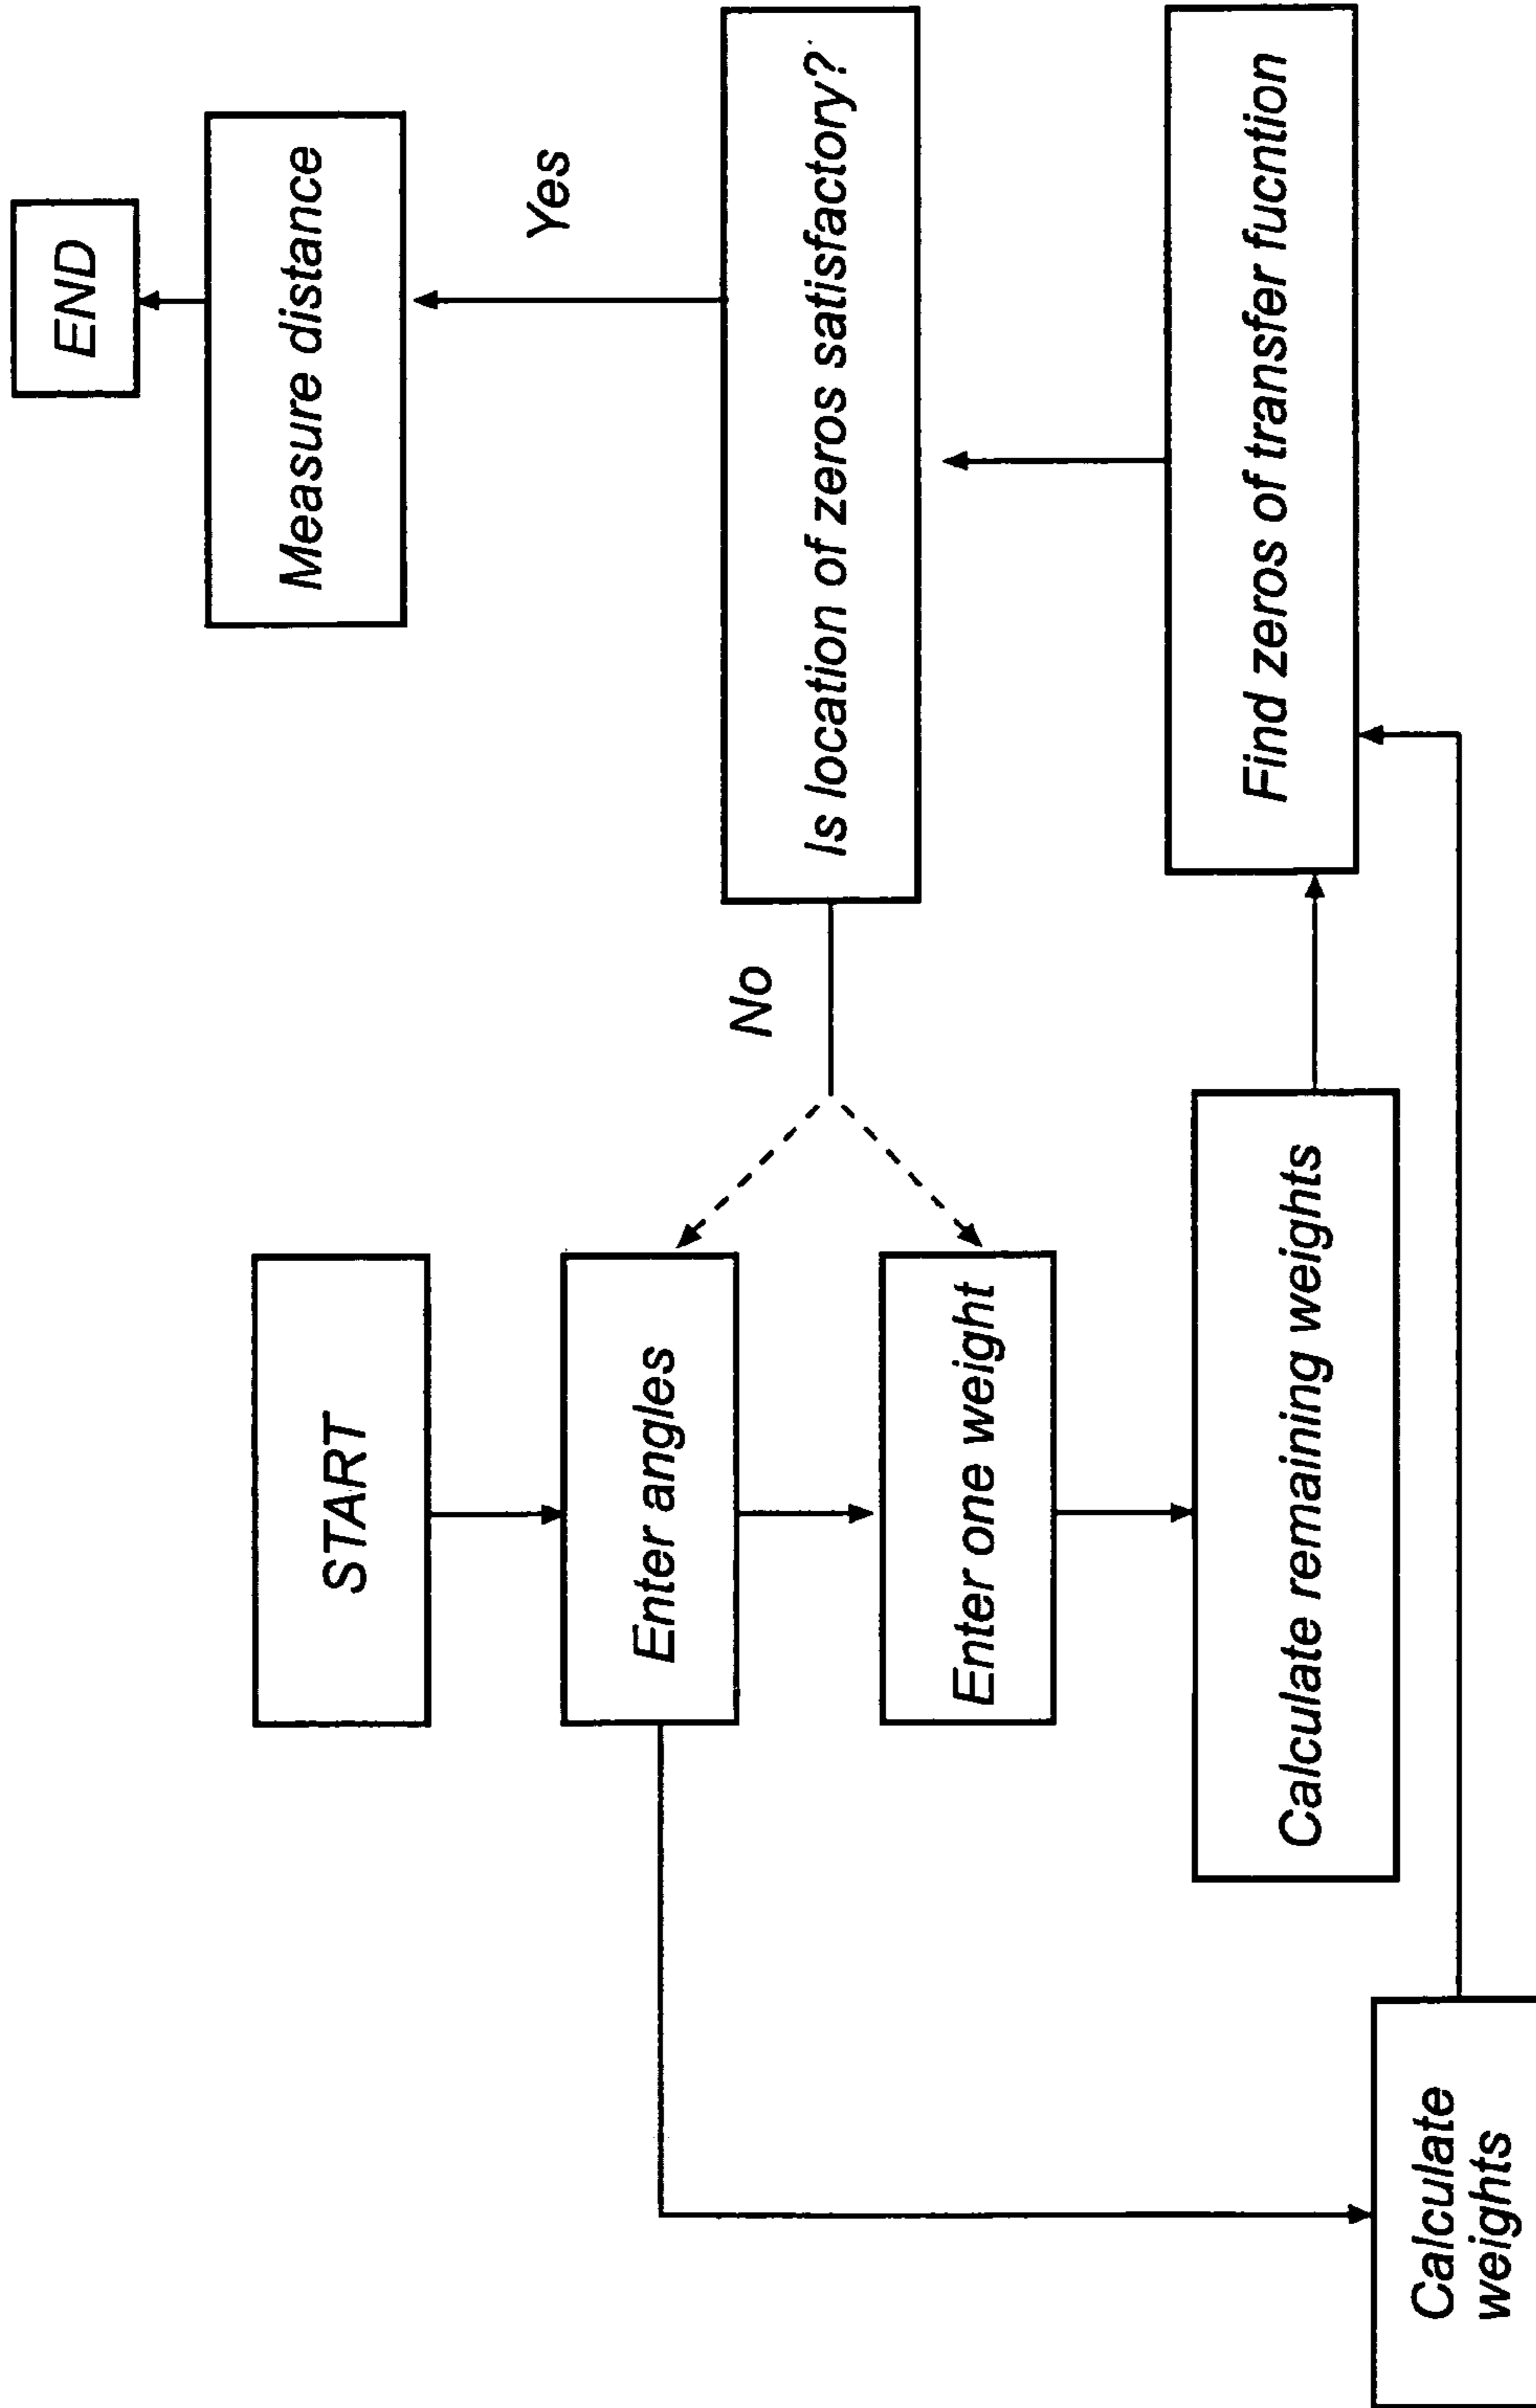 START
Enter angles
Enter one weight
Calculate remaining weights
Calculate
weights
Find zeros of transfer fucntion
Is location of zeros satisfactory?
No
Yes
Measure distance
END